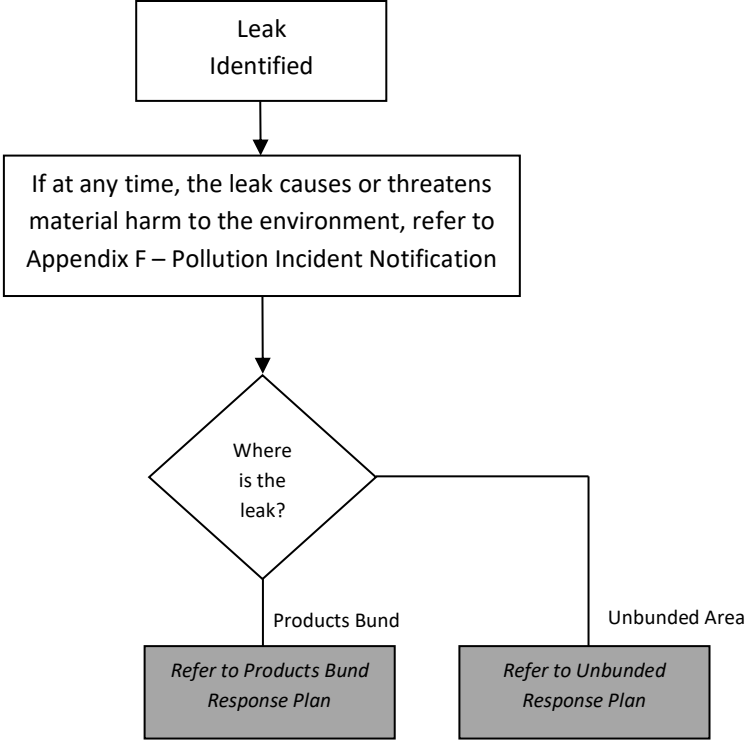 Leak
Identified
If at any time, the leak causes or threatens
material harm to the environment, refer to
Appendix F – Pollution Incident Notification
Where
is the
leak?
Products Bund
Unbunded Area
Refer to Products Bund
Response Plan
Refer to Unbunded
Response Plan